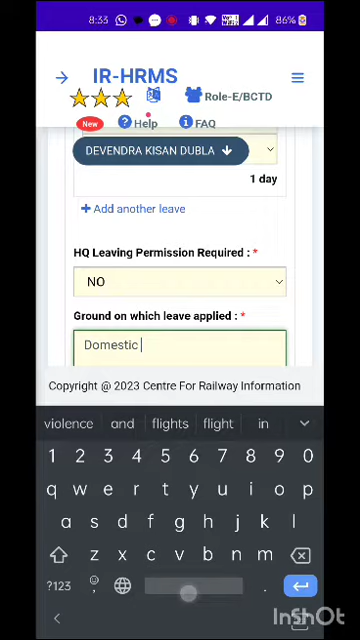 8:33
86%
IR-HRMS
Role-E/BCTD
New
Help
FAQ
DEVENDRA KISAN DUBLA
1 day
+ Add another leave
HQ Leaving Permission Required : *
NO
Ground on which leave applied: *
Domestic
Copyright @ 2023 Centre For Railway Information
violence and flights flight in
1 2 3 4 5 6 7 8 9 0
q w e r t y u i o p
a s d f g h j k l
z x c v b n m
?123 , .
InShOt